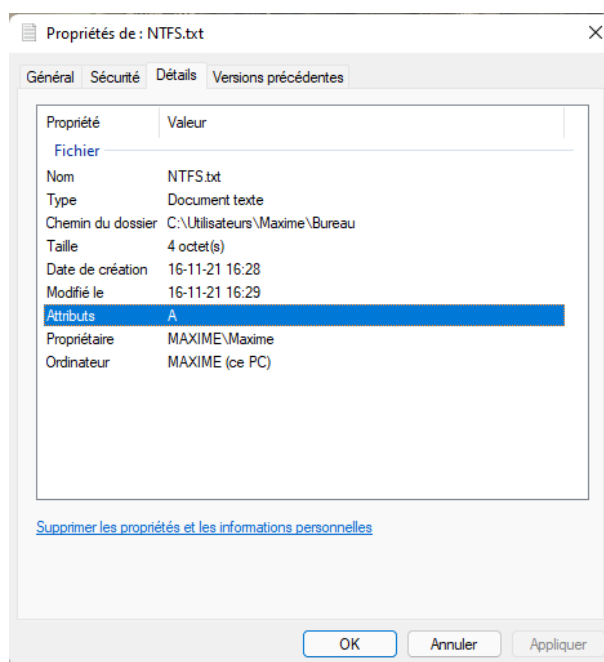 Propriétés de : NTFS.txt
Général Sécurité Détails Versions précédentes
Propriété Valeur
Fichier
Nom NTFS.txt
Type Document texte
Chemin du dossier C:\Utilisateurs\Maxime\Bureau
Taille 4 octet(s)
Date de création 16-11-21 16:28
Modifié le 16-11-21 16:29
Attributs A
Propriétaire MAXIME\Maxime
Ordinateur MAXIME (ce PC)
Supprimer les propriétés et les informations personnelles
OK Annuler Appliquer